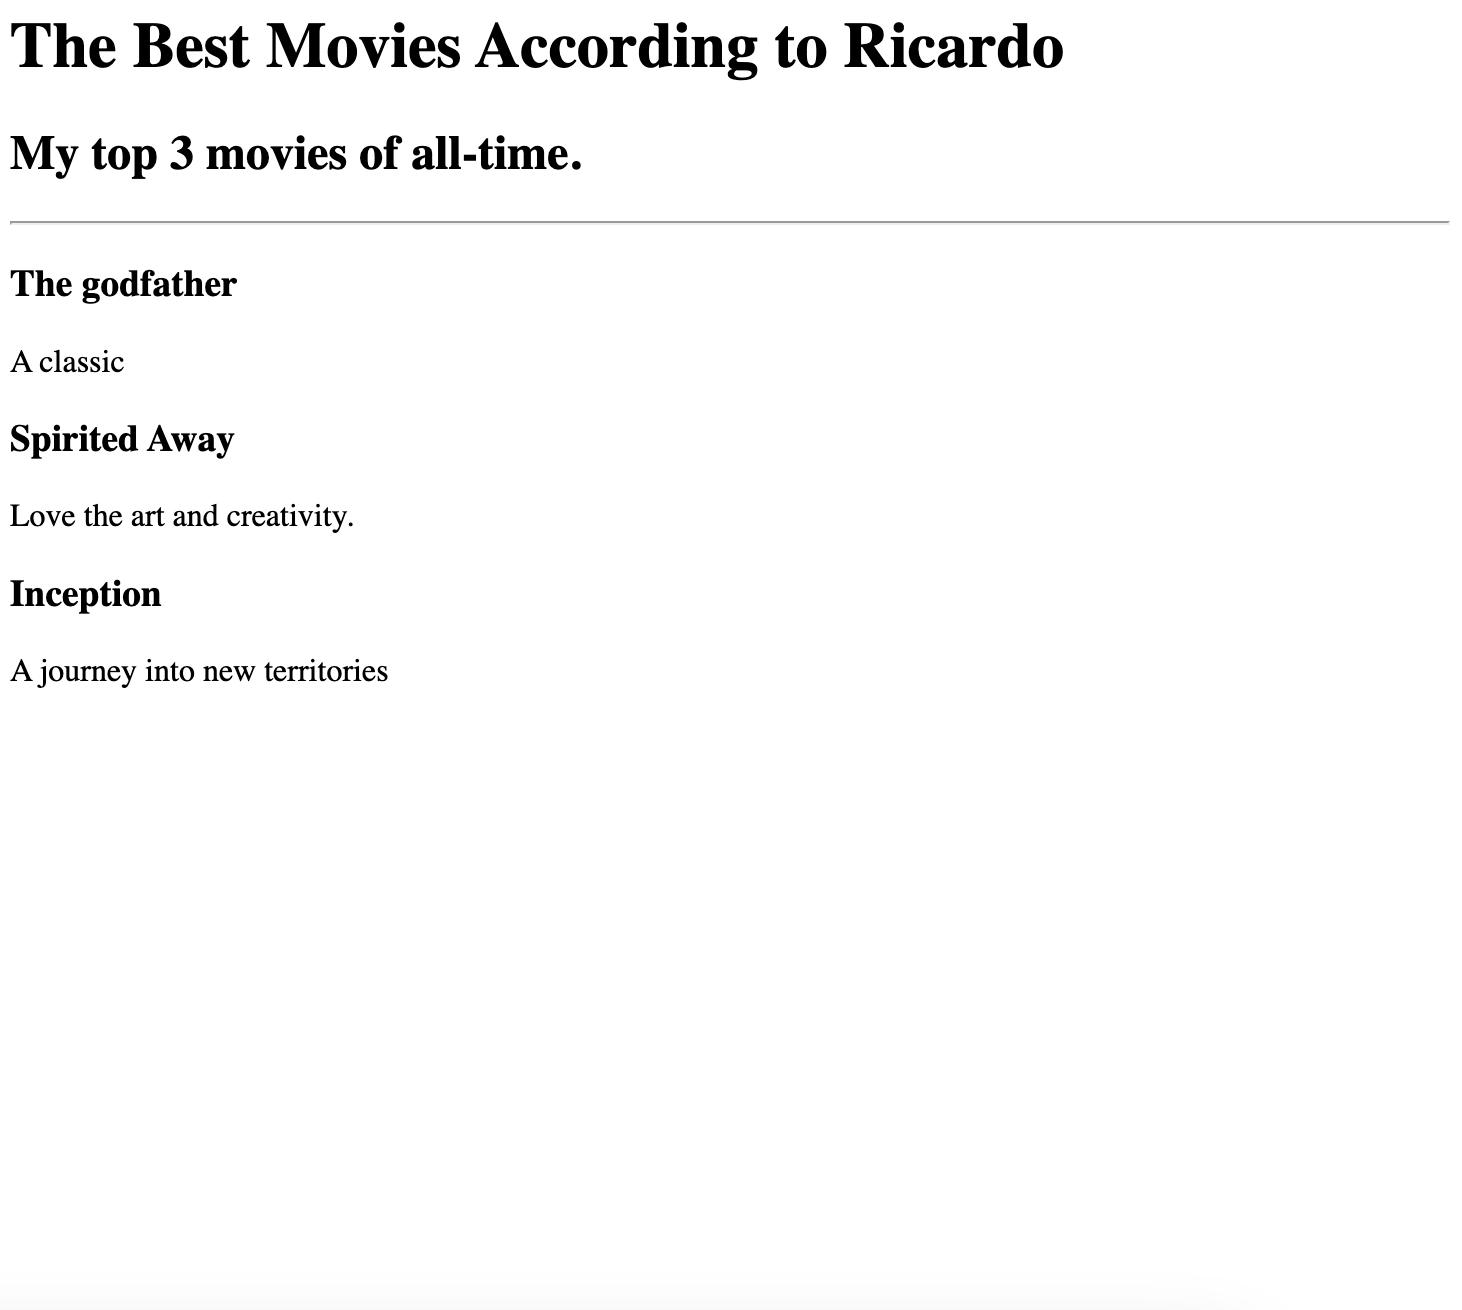 The Best Movies According to Ricardo
My top 3 movies of all-time.
The godfather
A classic
Spirited Away
Love the art and creativity.
Inception
A journey into new territories